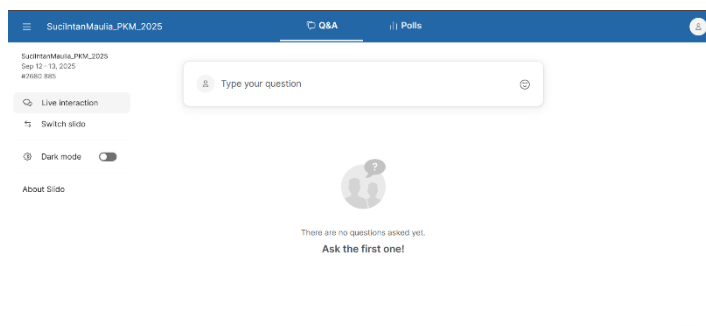 SuciIntanMaulia_PKM_2025
Q&A
Polls
SuciIntanMaulia_PKM_2025
Sep 12 - 13, 2025
#2680 885
Live interaction
Switch slido
Dark mode
About Slido
Type your question
?
There are no questions asked yet.
Ask the first one!